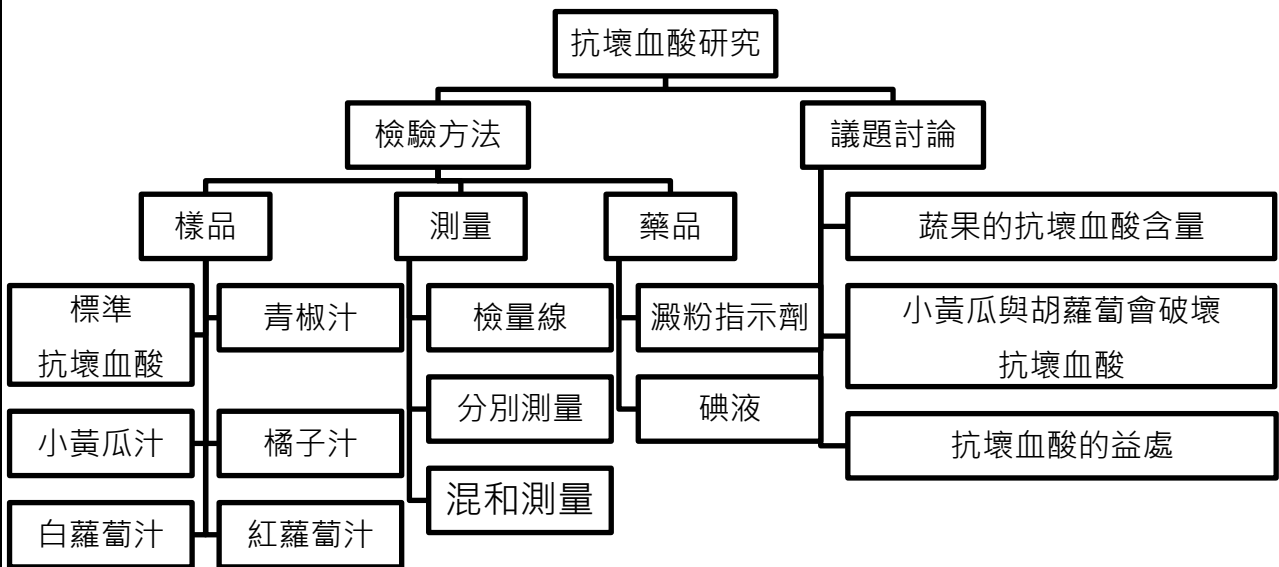 抗壞血酸研究
檢驗方法
議題討論
樣品
測量
藥品
蔬果的抗壞血酸含量
標準
抗壞血酸
青椒汁
檢量線
澱粉指示劑
小黃瓜與胡蘿蔔會破壞
抗壞血酸
小黃瓜汁
橘子汁
分別測量
碘液
抗壞血酸的益處
白蘿蔔汁
紅蘿蔔汁
混和測量